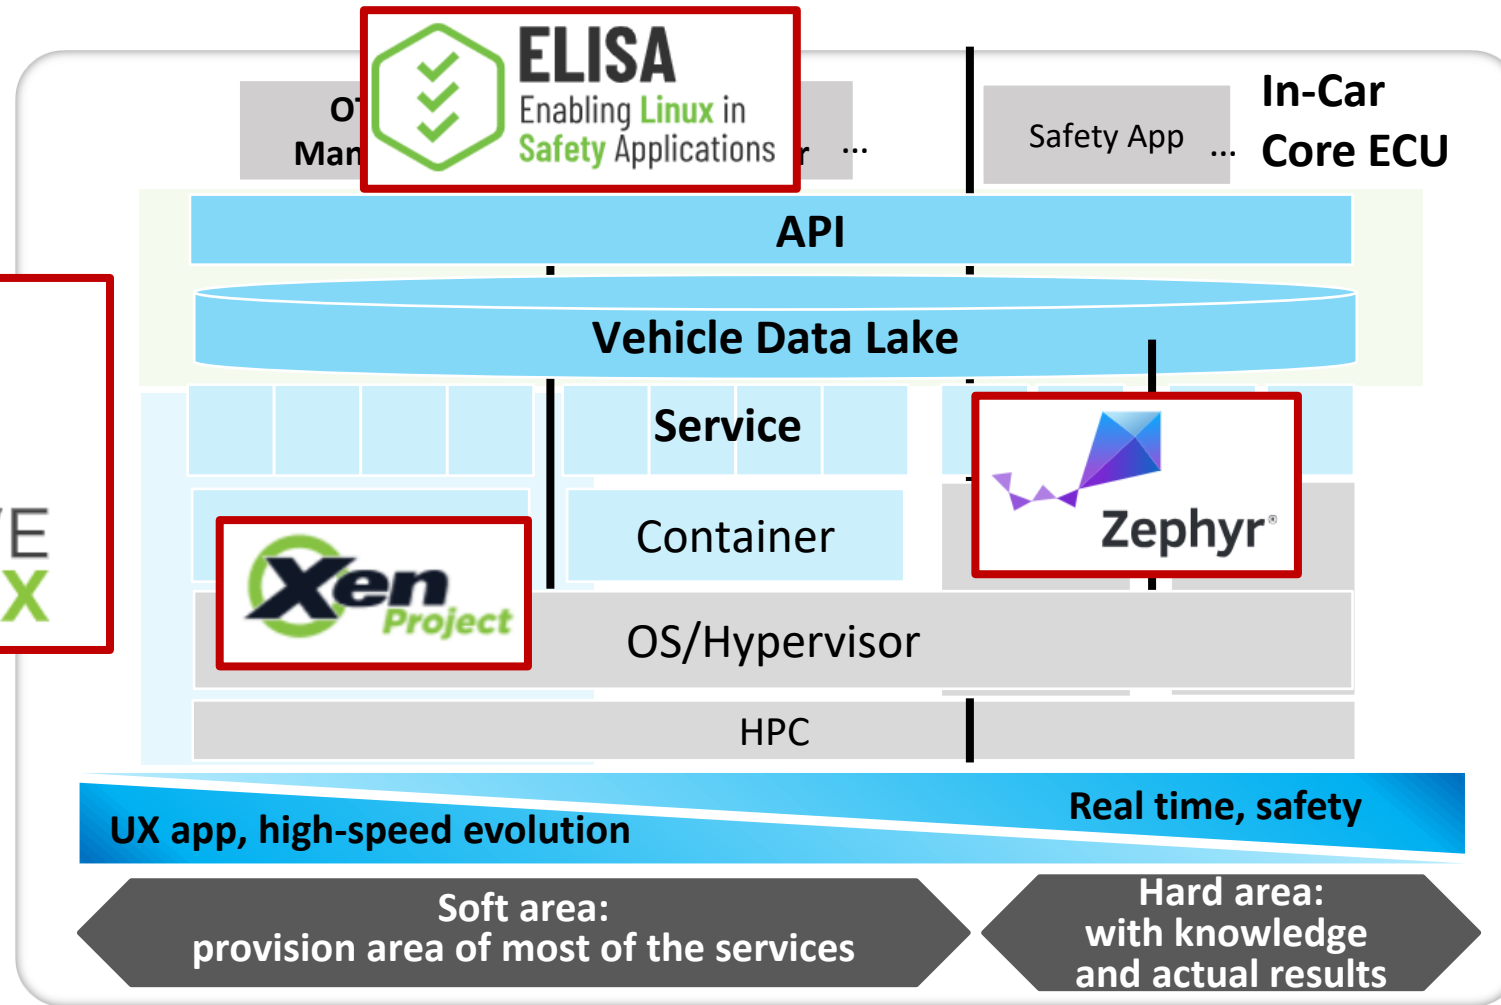 ELISA
Enabling Linux in
Safety Applications
...
Safety App ...
In-Car
Core ECU
API
Vehicle Data Lake
Service
Zephyr®
Container
Xen
Project
X
OS/Hypervisor
HPC
UX app, high-speed evolution
Real time, safety
Soft area:
provision area of most of the services
Hard area:
with knowledge
and actual results